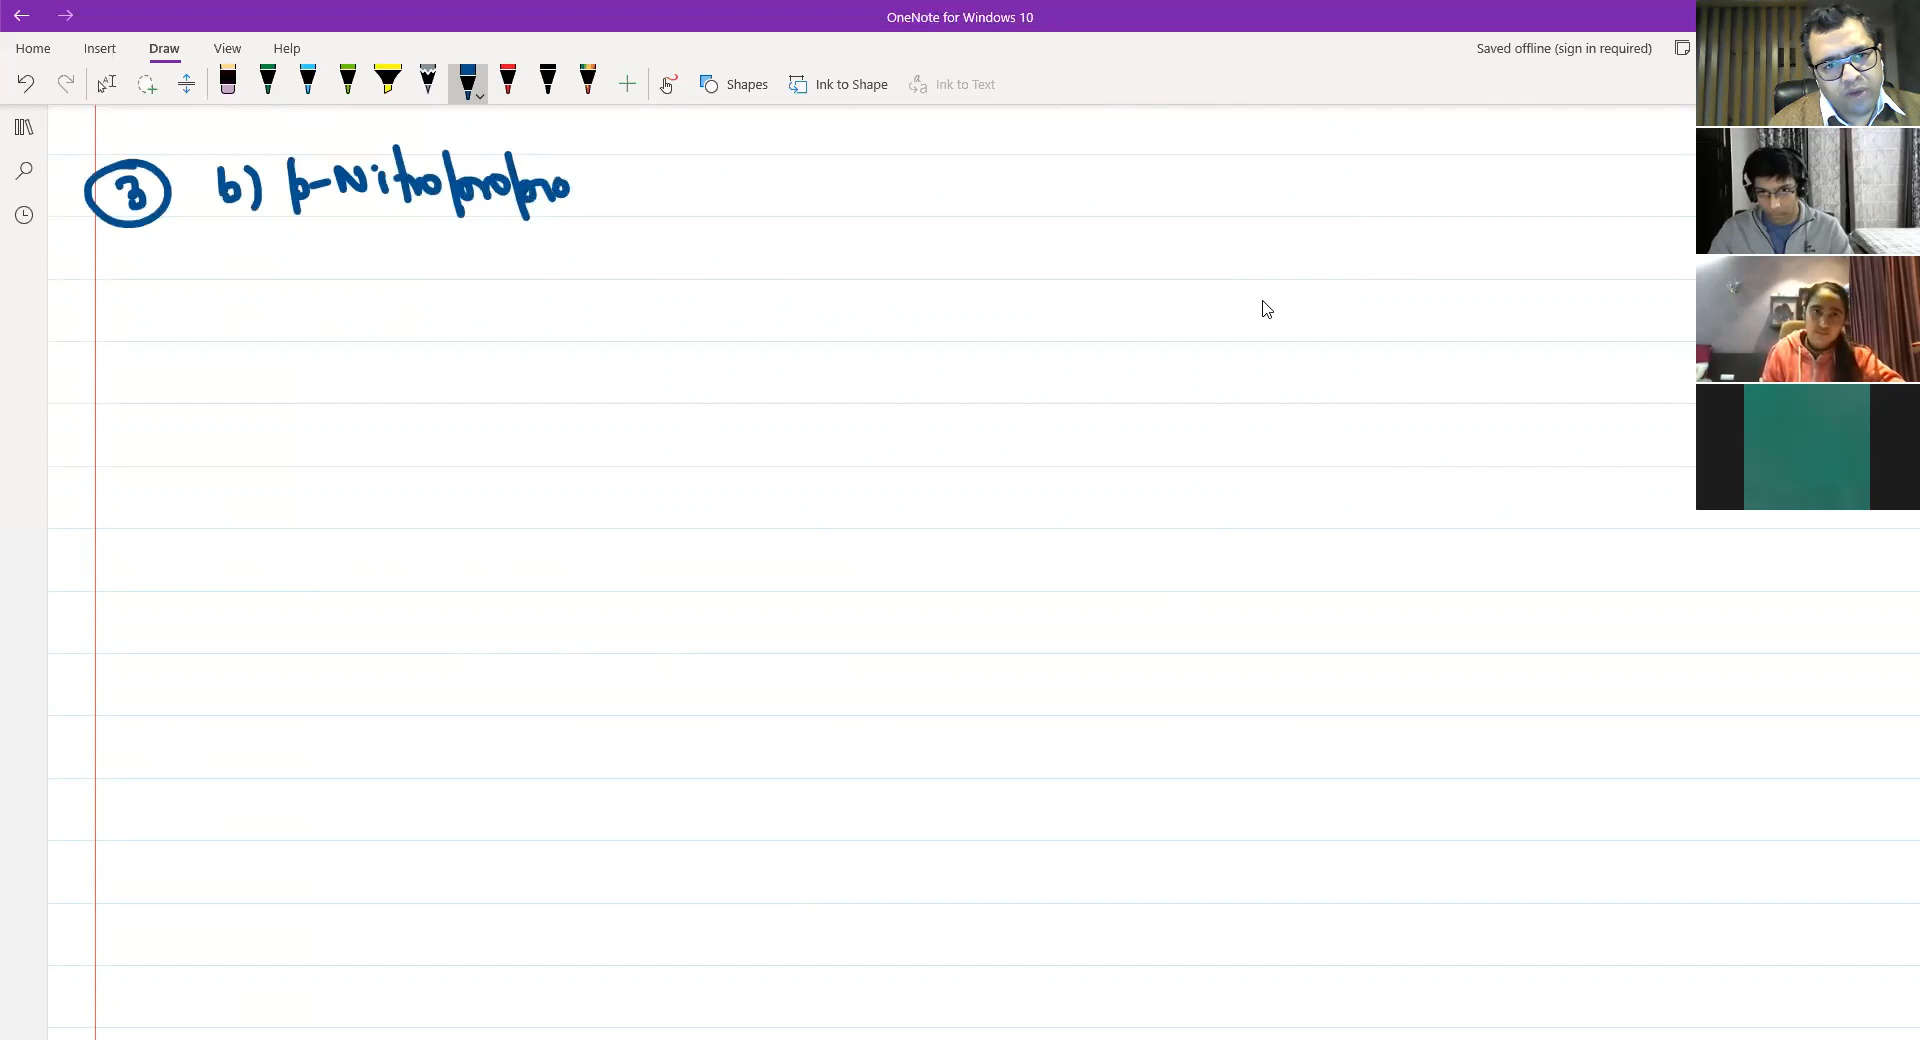 OneNote for Windows 10
Home Insert Draw View Help
Saved offline (sign in required)
Shapes Ink to Shape Ink to Text
3 b) p-Nitropropro